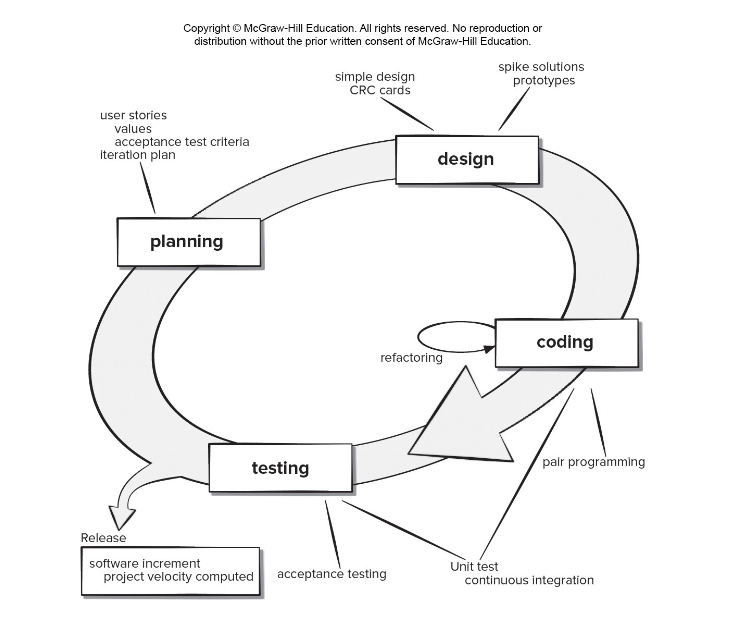 Copyright © McGraw-Hill Education. All rights reserved. No reproduction or
distribution without the prior written consent of McGraw-Hill Education.
spike solutions
prototypes
simple design
CRC cards
user stories
values
acceptance test criteria
iteration plan
design
planning
coding
refactoring
testing
pair programming
Release
software increment
project velocity computed
acceptance testing
Unit test
continuous integration